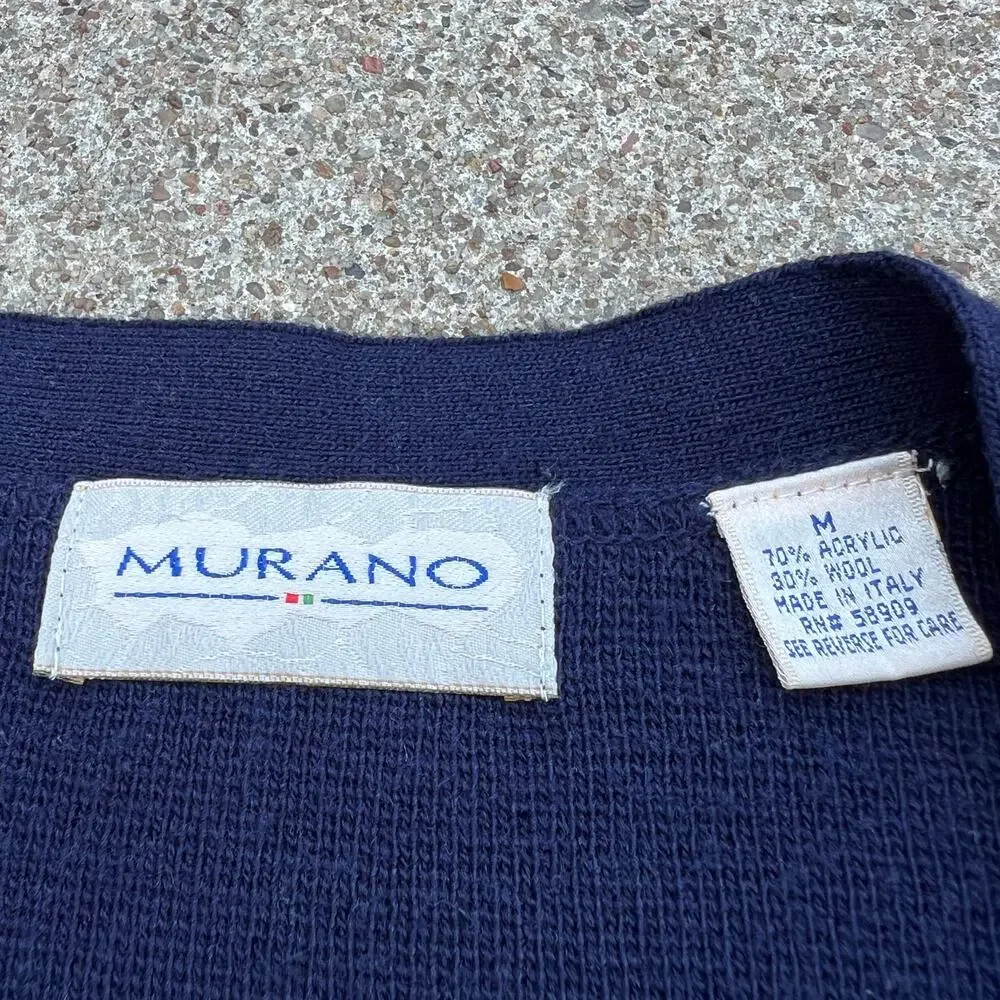 MURANO
M
70% ACRYLIC
30% WOOL
MADE IN ITALY
RN# 58909
SEE REVERSE FOR CARE